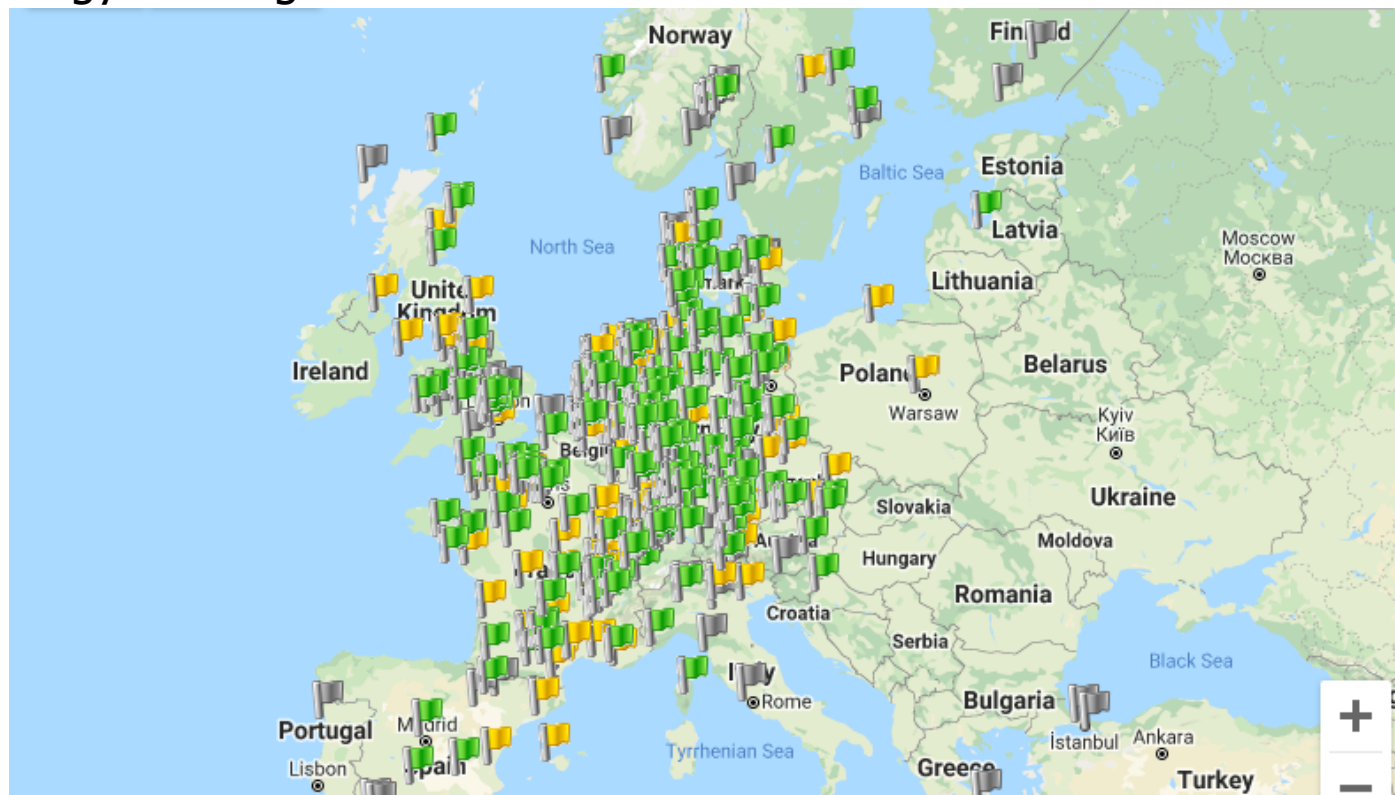 Norway
Estonia
Baltic Sea
Latvia
Moscow
Москва
North Sea
Lithuania
United
Kingdom
Ireland
Belarus
Poland
Warsaw
Kyiv
Київ
Ukraine
Slovakia
Moldova
Hungary
Romania
Croatia
Serbia
Black Sea
Italy
Rome
Bulgaria
Portugal
Madrid
İstanbul
Ankara
Tyrrhenian Sea
Lisbon
Spain
Greece
Turkey
+
−